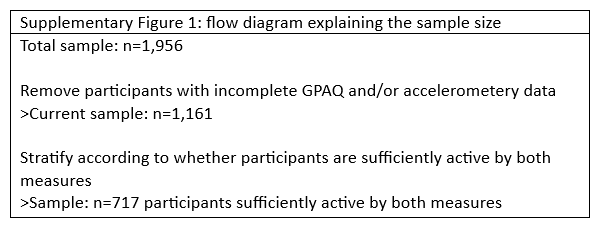 Supplementary Figure 1: flow diagram explaining the sample size
Total sample: n=1,956
Remove participants with incomplete GPAQ and/or accelerometery data
>Current sample: n=1,161
Stratify according to whether participants are sufficiently active by both
measures
>Sample: n=717 participants sufficiently active by both measures